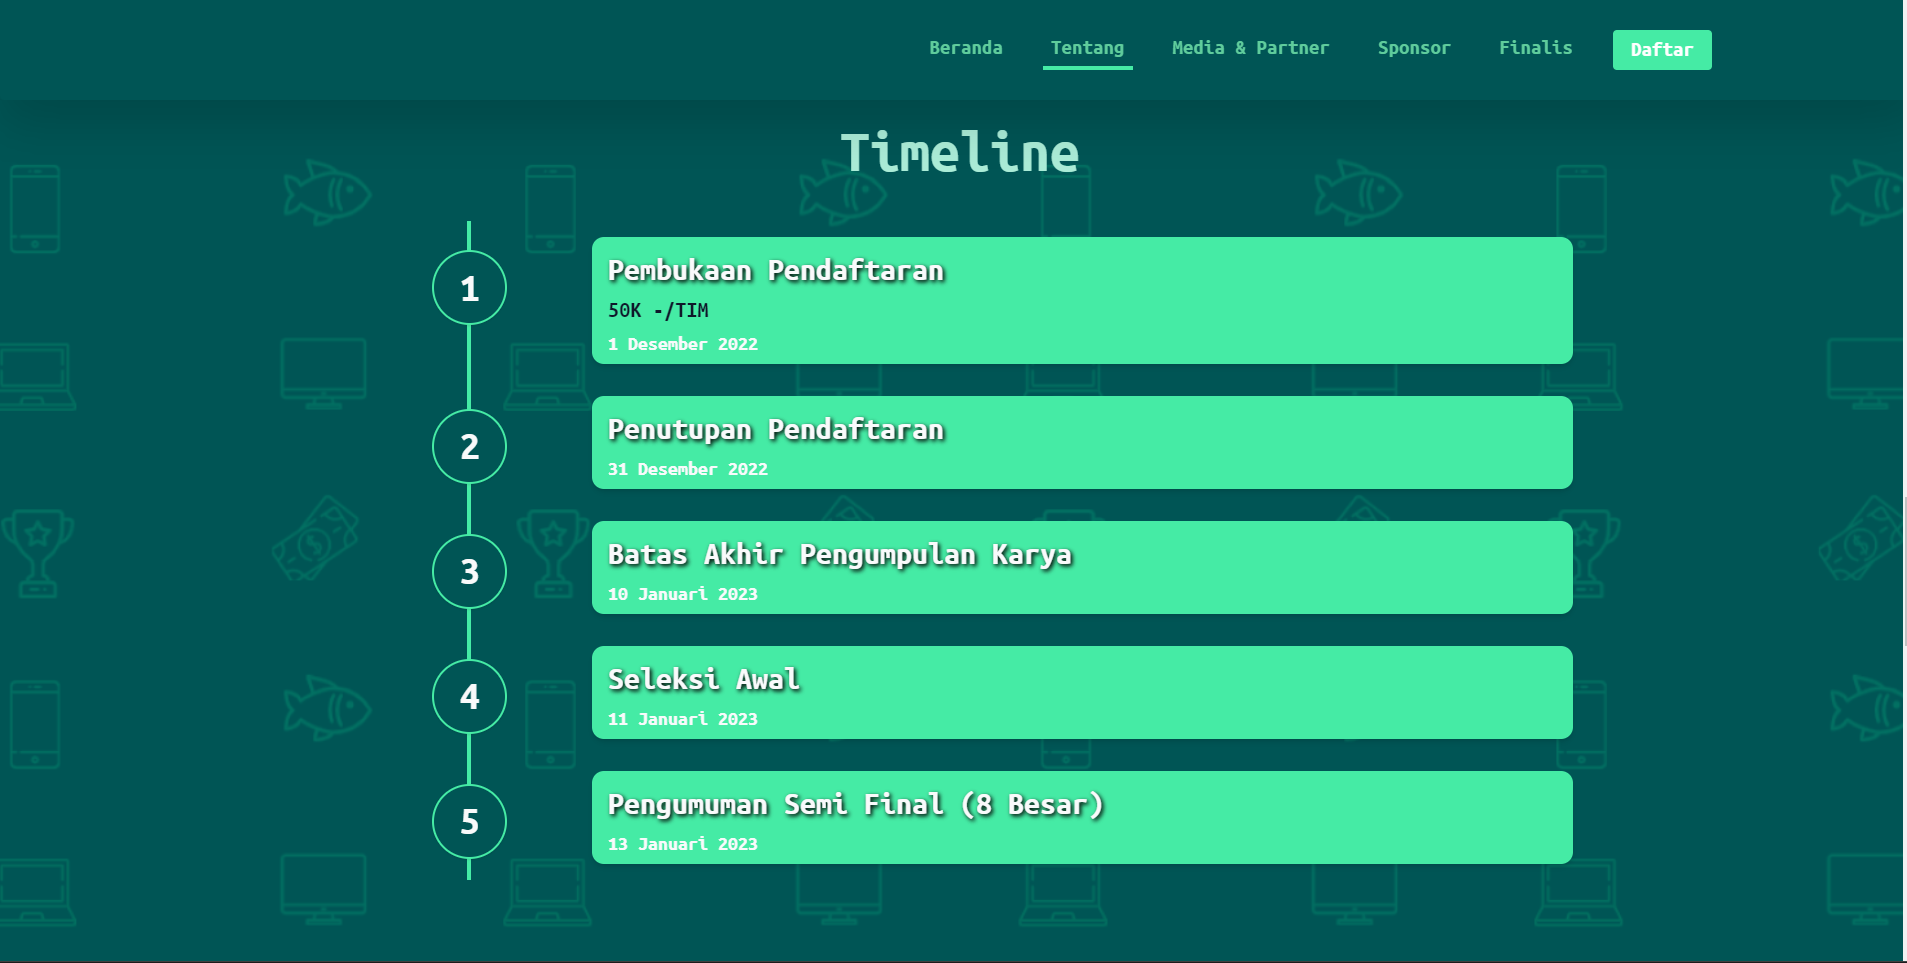 Beranda Tentang Media & Partner Sponsor Finalis Daftar
Timeline
1
Pembukaan Pendaftaran
50K -/TIM
1 Desember 2022
2
Penutupan Pendaftaran
31 Desember 2022
3
Batas Akhir Pengumpulan Karya
10 Januari 2023
4
Seleksi Awal
11 Januari 2023
5
Pengumuman Semi Final (8 Besar)
13 Januari 2023